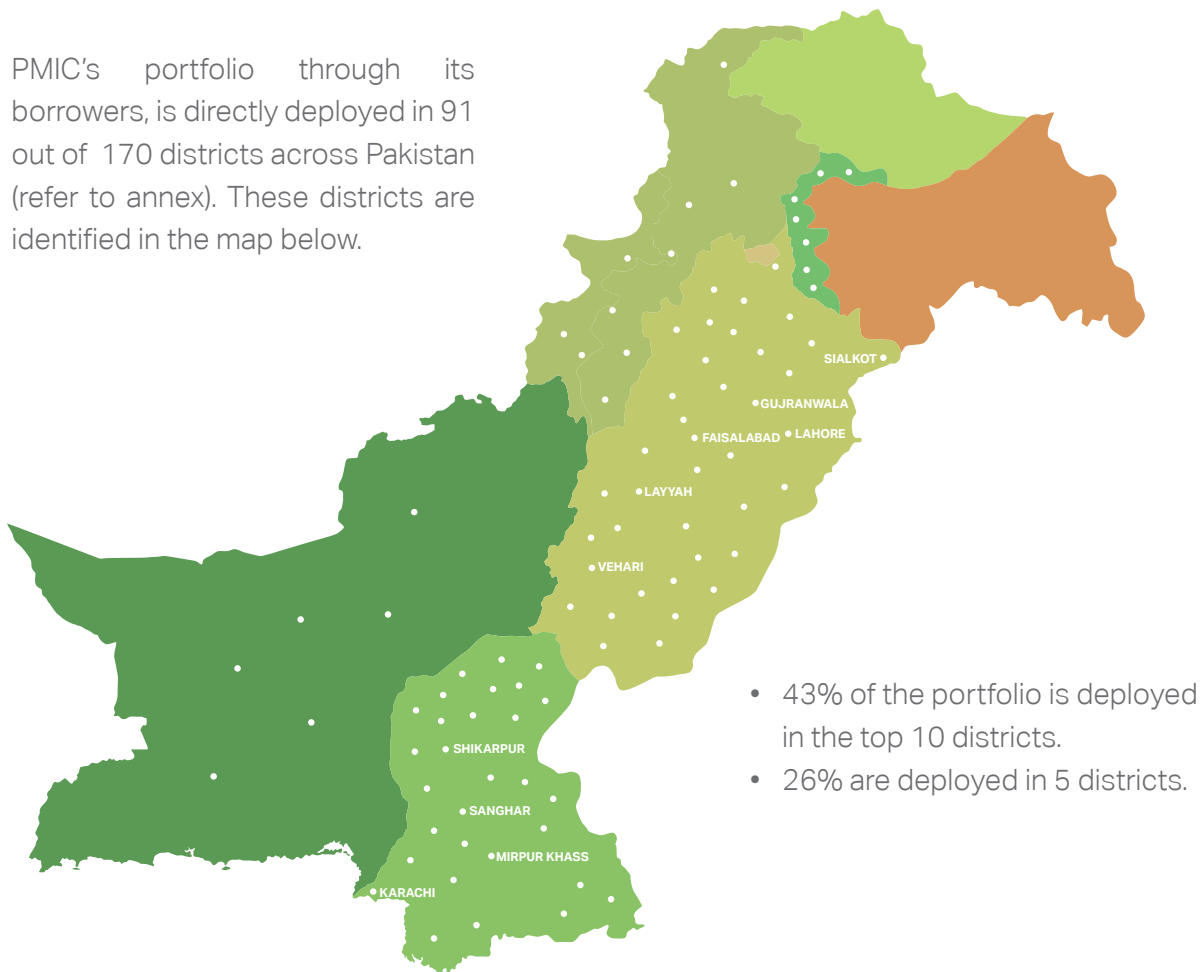 PMIC's portfolio through its
borrowers, is directly deployed in 91
out of 170 districts across Pakistan
(refer to annex). These districts are
identified in the map below.
SIALKOT
GUJRANWALA
FAISALABAD
LAHORE
LAYYAH
VEHARI
• 43% of the portfolio is deployed
in the top 10 districts.
• 26% are deployed in 5 districts.
SHIKARPUR
SANGHAR
MIRPUR KHASS
KARACHI